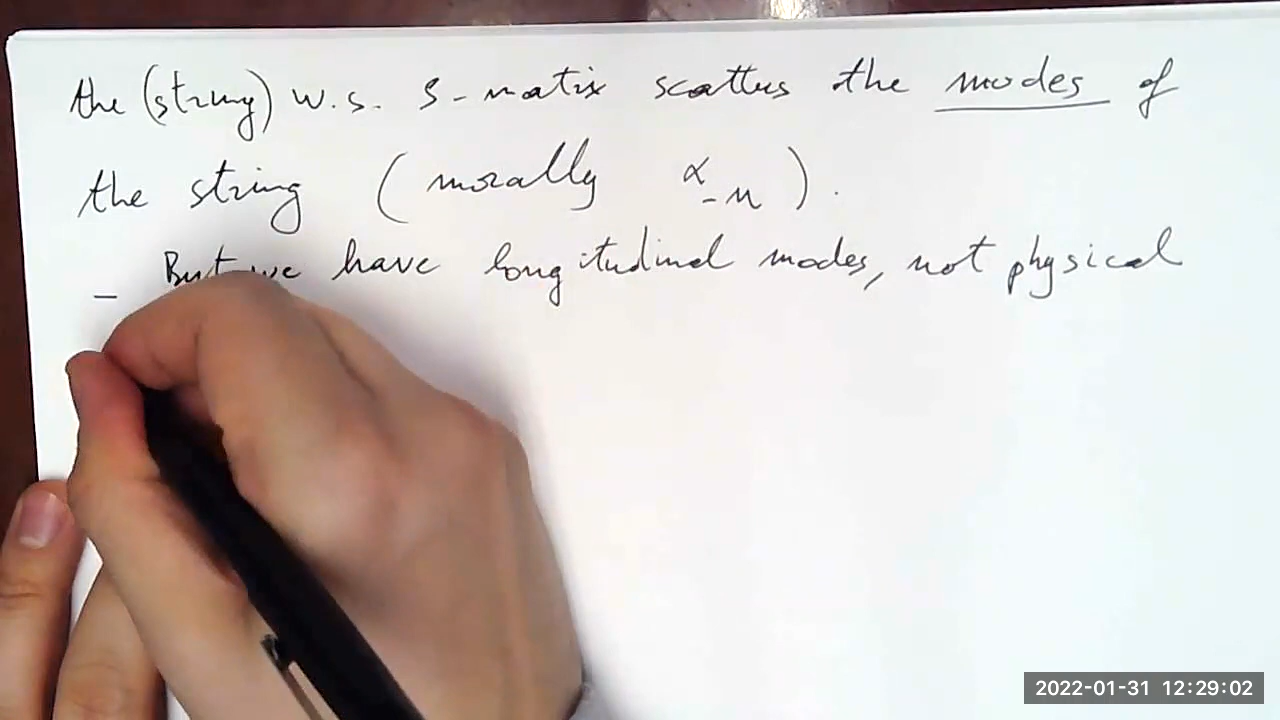 the (string) w.s. S-matrix scatters the modes of
the string (morally α_-n).
- But we have longitudinal modes, not physical
2022-01-31 12:29:02